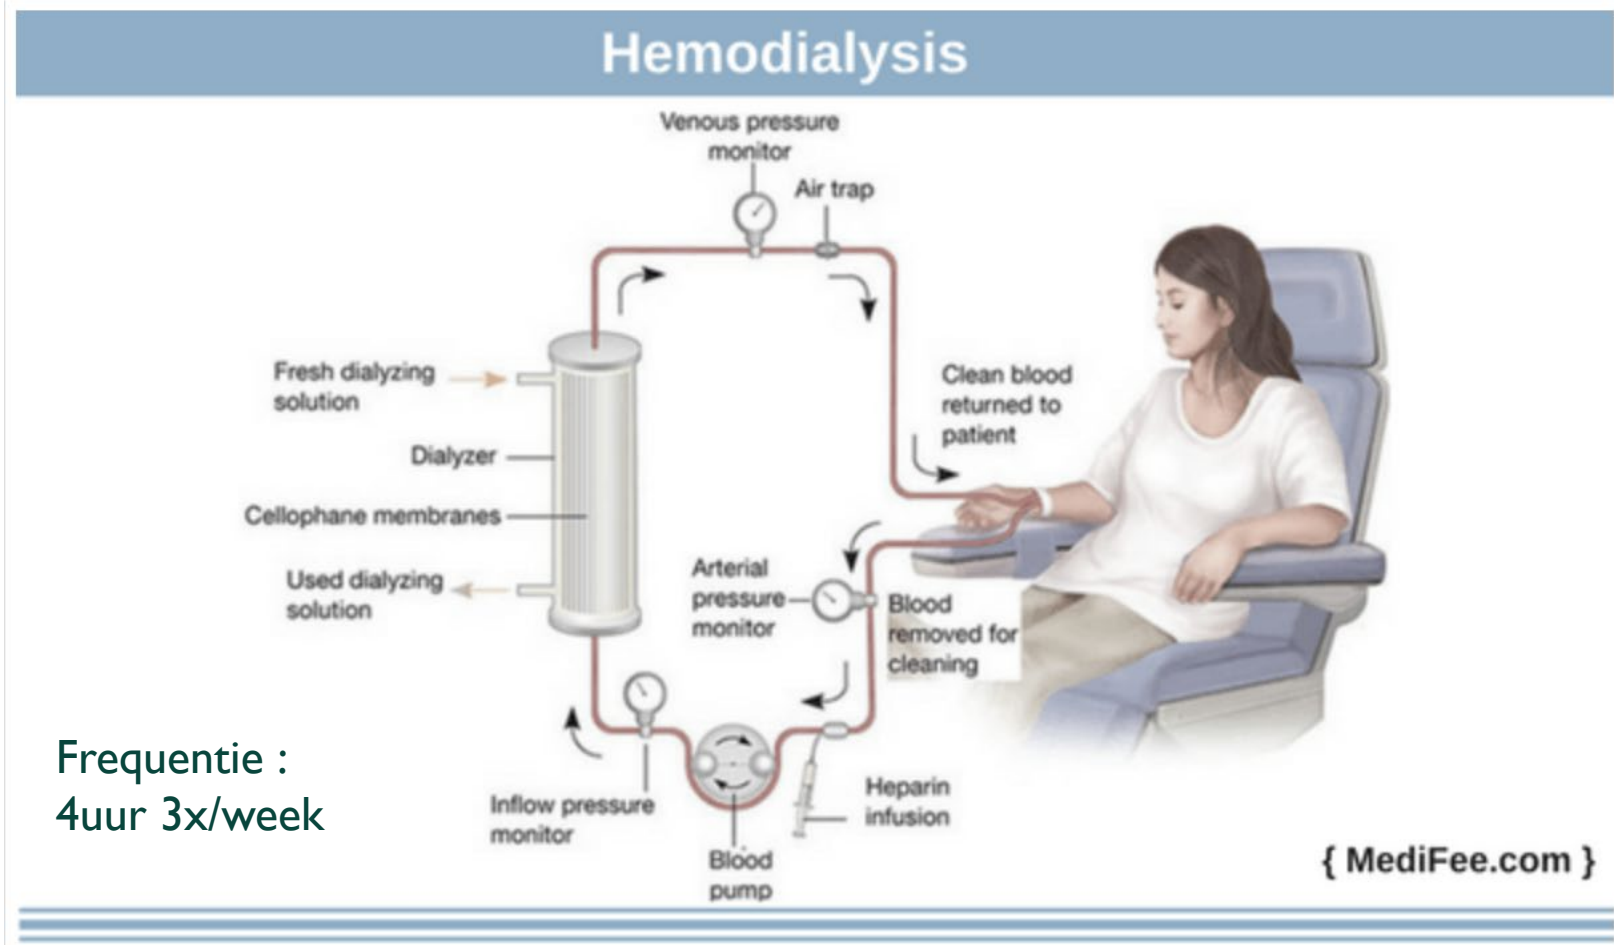 Hemodialysis
Venous pressure
monitor
Air trap
Fresh dialyzing
solution
Dialyzer
Cellophane membranes
Used dialyzing
solution
Clean blood
returned to
patient
Arterial
pressure
monitor
Blood
removed for
cleaning
Frequentie :
4uur 3x/week
Inflow pressure
monitor
Blood
pump
Heparin
infusion
{ MediFee.com }